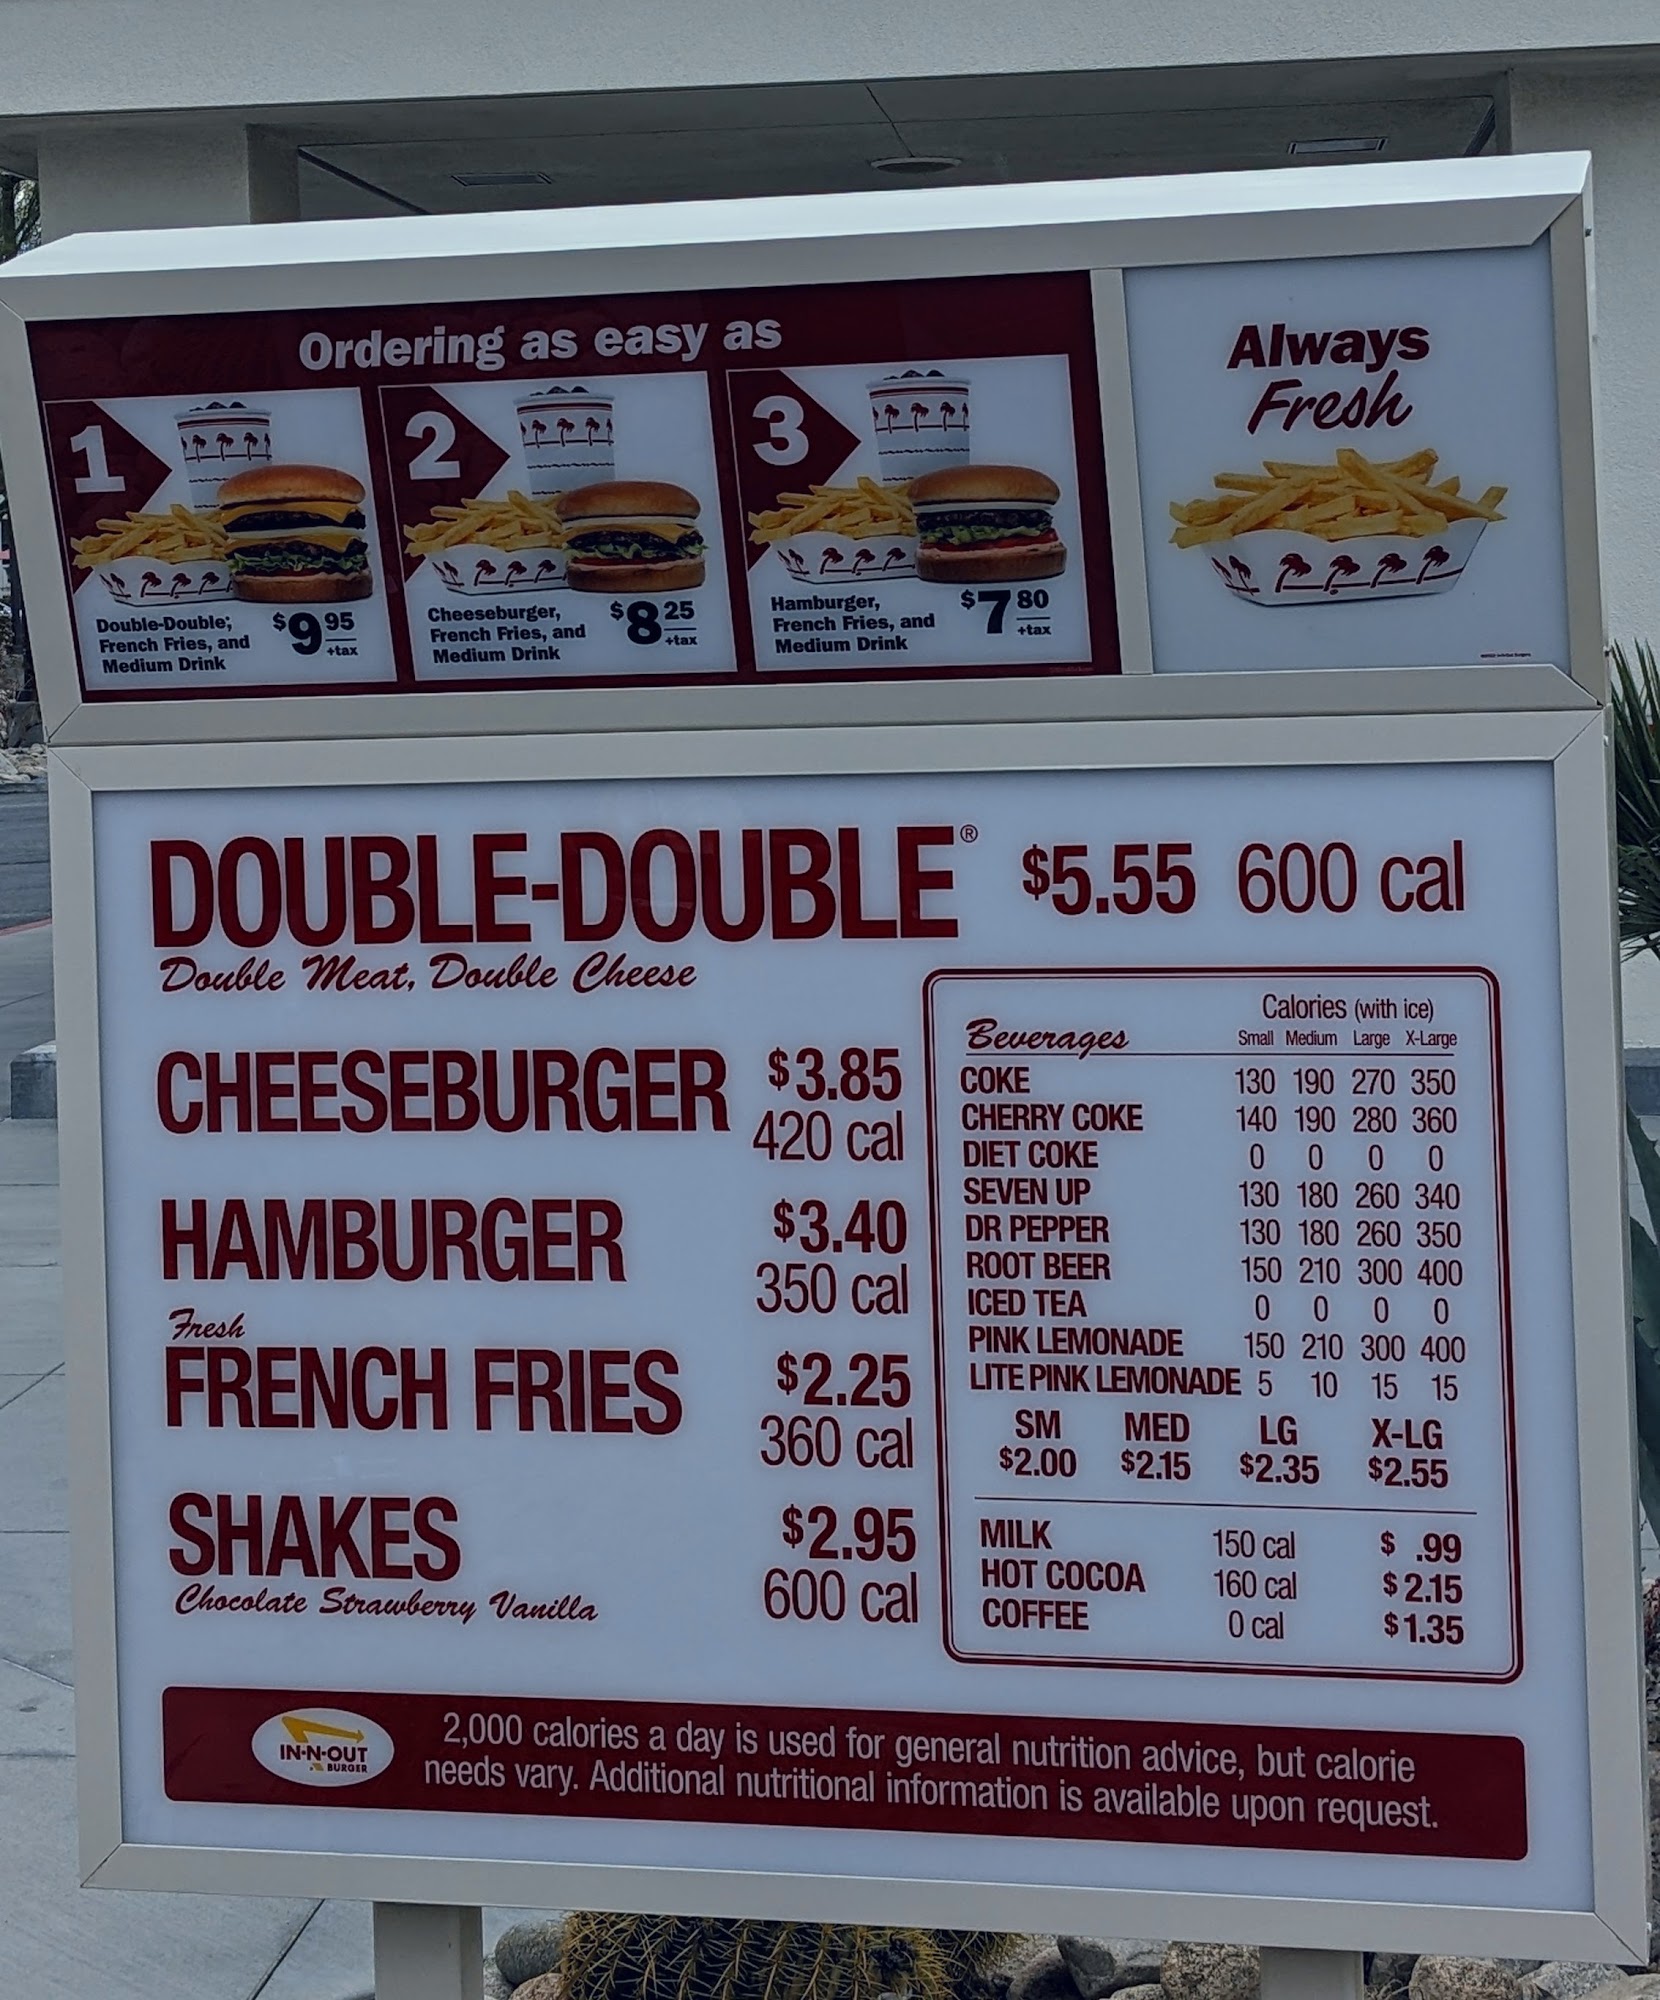 Ordering as easy as
1
Double-Double®,
French Fries, and
Medium Drink
$9 95
+tax
2
Cheeseburger,
French Fries, and
Medium Drink
$8 25
+tax
3
Hamburger,
French Fries, and
Medium Drink
$7 80
+tax
Always
Fresh
DOUBLE-DOUBLE® $5.55 600 cal
Double Meat, Double Cheese
CHEESEBURGER $3.85
420 cal
HAMBURGER $3.40
350 cal
Fresh
FRENCH FRIES $2.25
360 cal
SHAKES $2.95
Chocolate Strawberry Vanilla 600 cal
Calories (with ice)
Beverages Small Medium Large X-Large
COKE 130 190 270 350
CHERRY COKE 140 190 280 360
DIET COKE 0 0 0 0
SEVEN UP 130 180 260 340
DR PEPPER 130 180 260 350
ROOT BEER 150 210 300 400
ICED TEA 0 0 0 0
PINK LEMONADE 150 210 300 400
LITE PINK LEMONADE 5 10 15 15
SM MED LG X-LG
$2.00 $2.15 $2.35 $2.55
MILK 150 cal $ .99
HOT COCOA 160 cal $2.15
COFFEE 0 cal $1.35
IN-N-OUT
BURGER
2,000 calories a day is used for general nutrition advice, but calorie
needs vary. Additional nutritional information is available upon request.